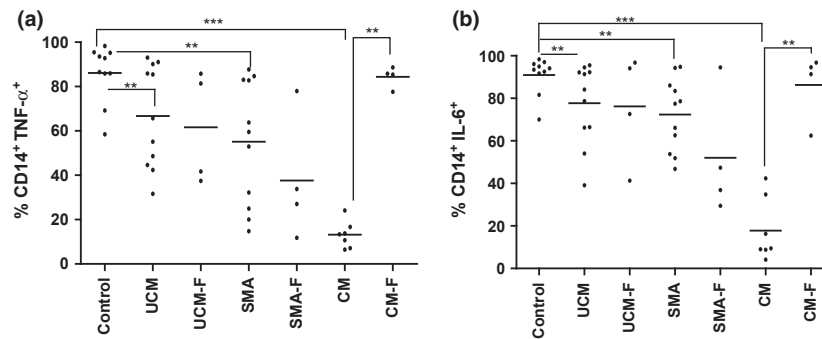 (a)
***
**
**
**
100
80
60
40
20
0
% CD14⁺ TNF-α⁺
Control
UCM
UCM-F
SMA
SMA-F
CM
CM-F
(b)
***
**
**
**
100
80
60
40
20
0
% CD14⁺ IL-6⁺
Control
UCM
UCM-F
SMA
SMA-F
CM
CM-F